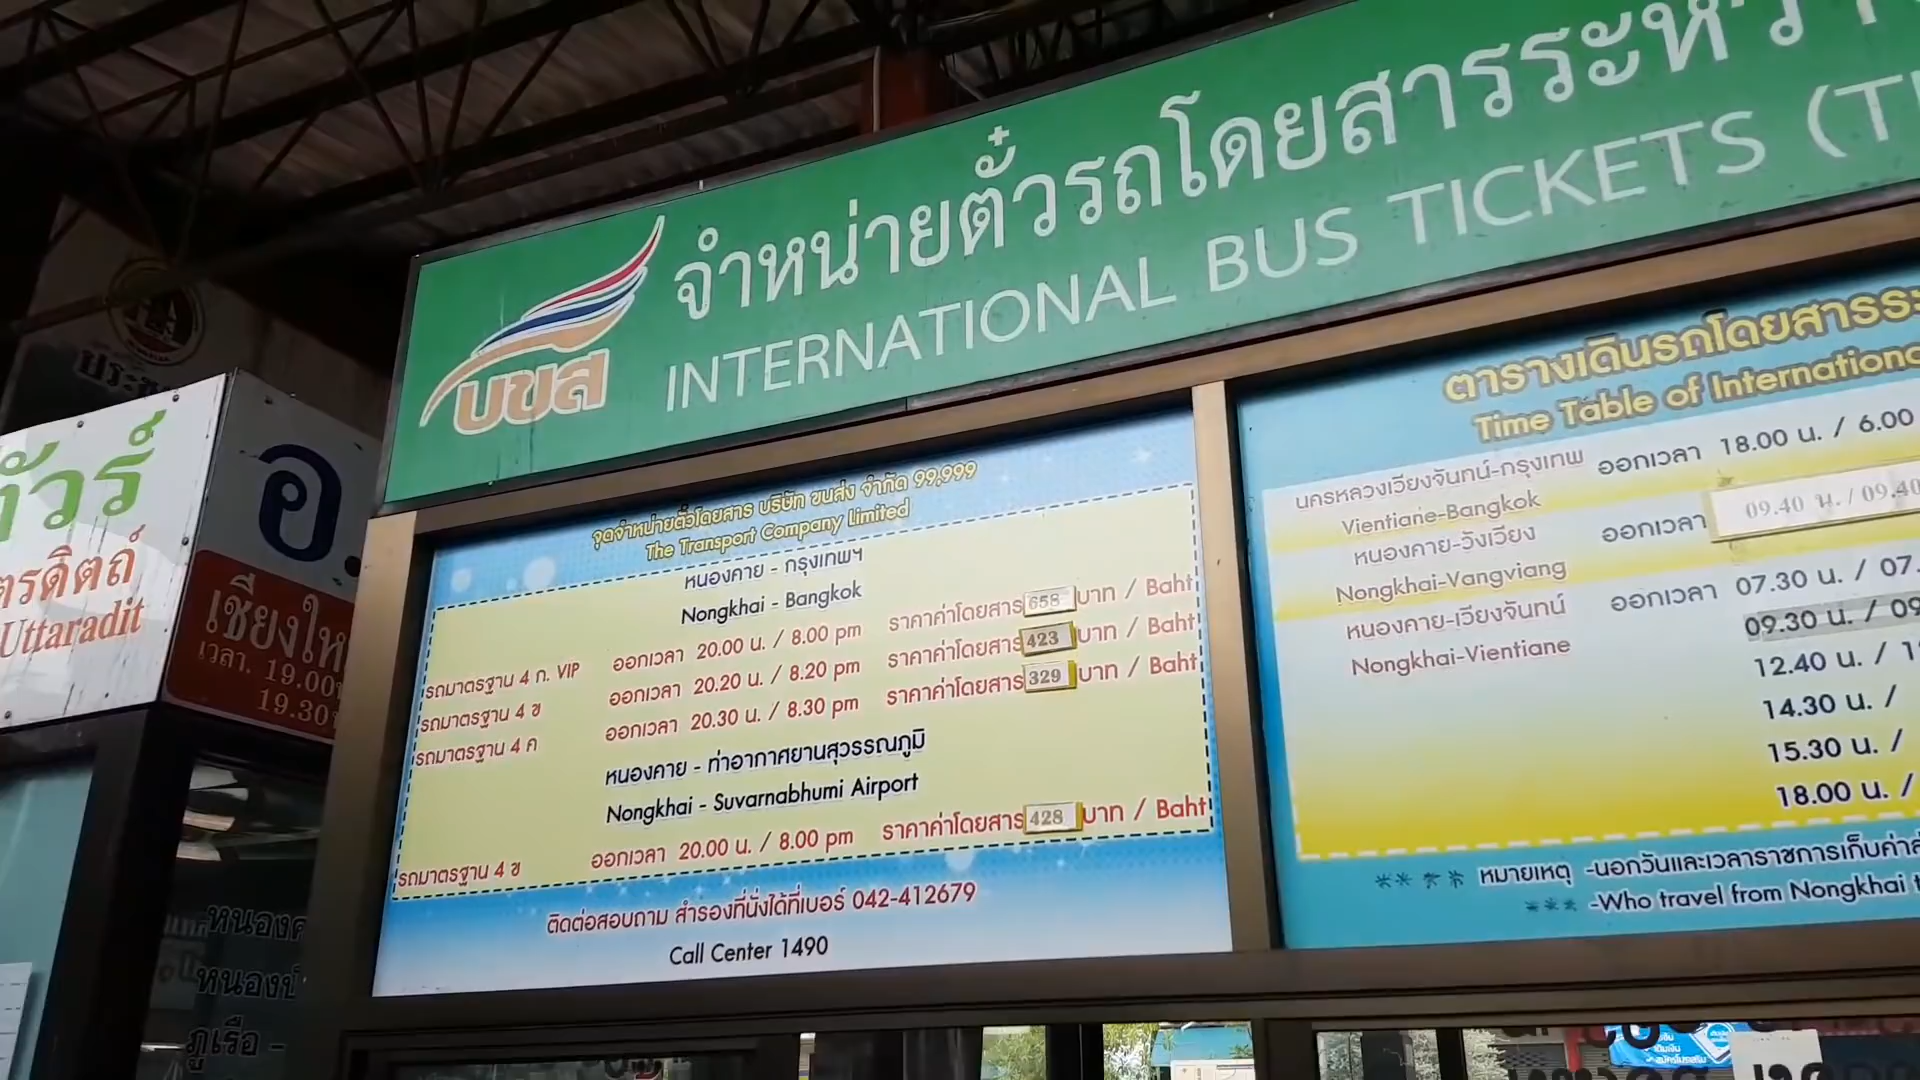 จำหน่ายตั๋วรถโดยสารระหว่า
INTERNATIONAL BUS TICKETS (T
บขส
ทัวร์
Uttaradit
อ.
เชียงให
เวลา. 19.00
19.30
จุดจำหน่ายตั๋วโดยสาร บริษัท ขนส่ง จำกัด 99,999
The Transport Company Limited
หนองคาย - กรุงเทพฯ
Nongkhai - Bangkok
รถมาตรฐาน 4 ก. VIP ออกเวลา 20.00 น. / 8.00 pm ราคาค่าโดยสาร 658 บาท / Baht
รถมาตรฐาน 4 ข ออกเวลา 20.20 น. / 8.20 pm ราคาค่าโดยสาร 423 บาท / Baht
รถมาตรฐาน 4 ค ออกเวลา 20.30 น. / 8.30 pm ราคาค่าโดยสาร 329 บาท / Baht
หนองคาย - ท่าอากาศยานสุวรรณภูมิ
Nongkhai - Suvarnabhumi Airport
รถมาตรฐาน 4 ข ออกเวลา 20.00 น. / 8.00 pm ราคาค่าโดยสาร 428 บาท / Baht
ติดต่อสอบถาม สำรองที่นั่งได้ที่เบอร์ 042-412679
Call Center 1490
ตารางเดินรถโดยสารระ
Time Table of Internationa
นครหลวงเวียงจันทน์-กรุงเทพ ออกเวลา 18.00 น. / 6.00
Vientiane-Bangkok
หนองคาย-วังเวียง ออกเวลา 09.40 น. / 09.40
Nongkhai-Vangviang
หนองคาย-เวียงจันทน์ ออกเวลา 07.30 น. / 07.
Nongkhai-Vientiane 09.30 น. / 09
12.40 น. / 1
14.30 น. /
15.30 น. /
18.00 น. /
**** หมายเหตุ -นอกวันและเวลาราชการเก็บค่า
*** -Who travel from Nongkhai t
ภูเรือ -